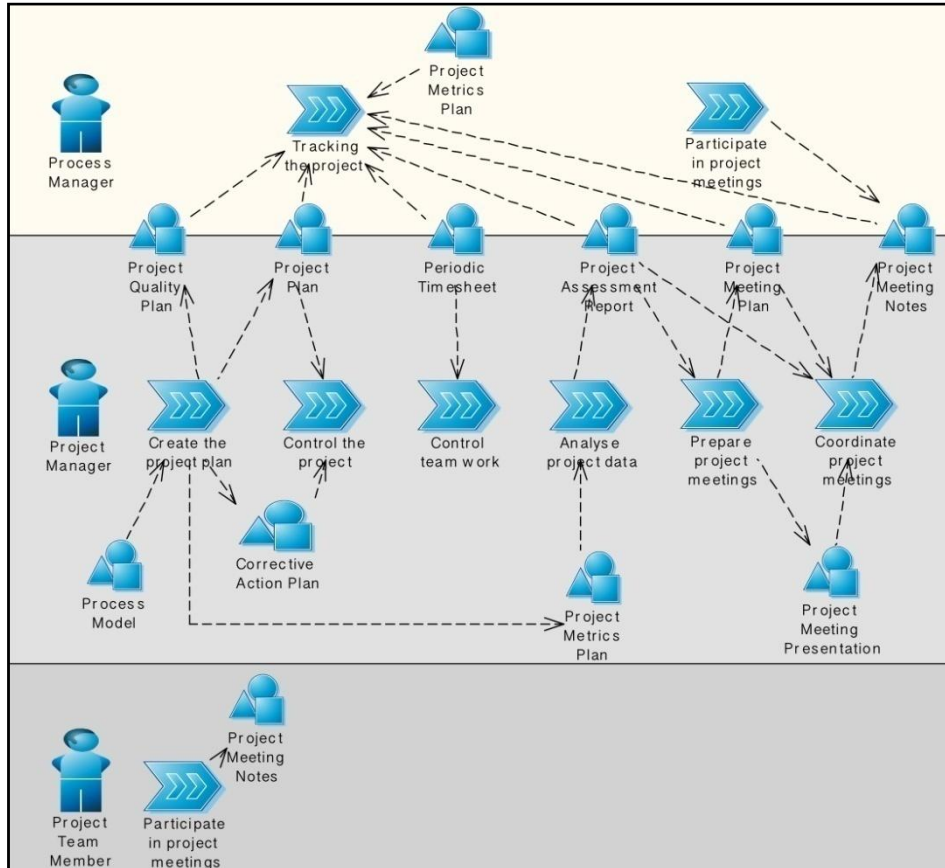 Project
Metrics
Plan
Tracking
the project
Participate
in project
meetings
Process
Manager
Project
Quality
Plan
Project
Plan
Periodic
Timesheet
Project
Assessment
Report
Project
Meeting
Plan
Project
Meeting
Notes
Project
Manager
Create the
project plan
Control the
project
Control
team work
Analyse
project data
Prepare
project
meetings
Coordinate
project
meetings
Corrective
Action Plan
Process
Model
Project
Metrics
Plan
Project
Meeting
Presentation
Project
Meeting
Notes
Project
Team
Member
Participate
in project
meetings